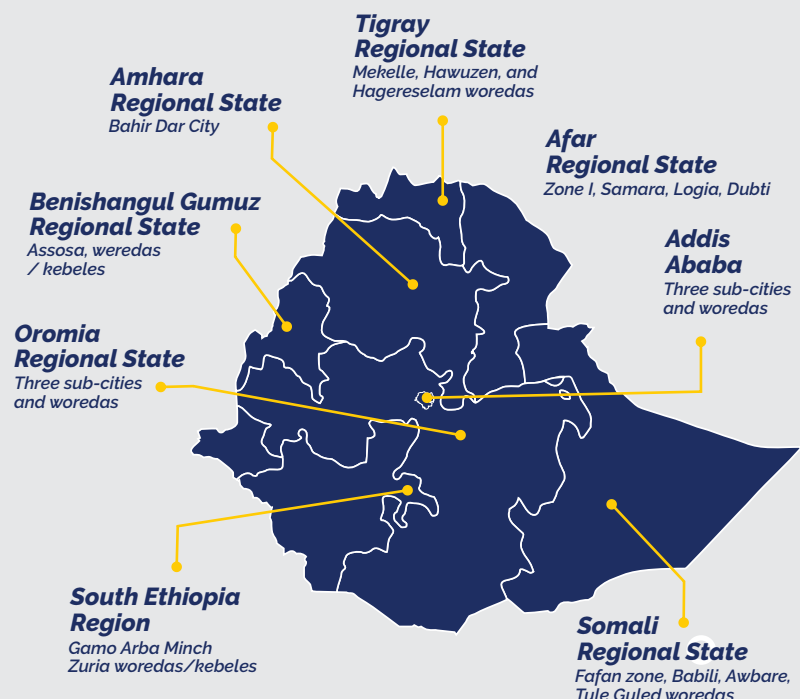 Tigray
Regional State
Mekelle, Hawuzen, and
Hagereselam woredas
Amhara
Regional State
Bahir Dar City
Afar
Regional State
Zone I, Samara, Logia, Dubti
Benishangul Gumuz
Regional State
Assosa, weredas
/ kebeles
Addis
Ababa
Three sub-cities
and woredas
Oromia
Regional State
Three sub-cities
and woredas
South Ethiopia
Region
Gamo Arba Minch
Zuria woredas/kebeles
Somali
Regional State
Fafan zone, Babili, Awbare,
Tule Guled woredas